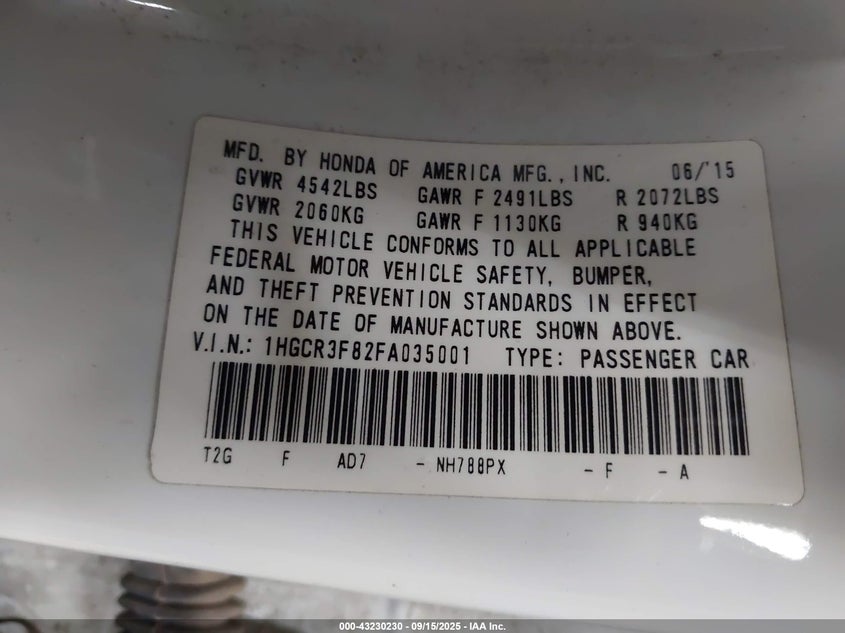 MFD. BY HONDA OF AMERICA MFG., INC. 06/'15
GVWR 4542LBS GAWR F 2491LBS R 2072LBS
GVWR 2060KG GAWR F 1130KG R 940KG
THIS VEHICLE CONFORMS TO ALL APPLICABLE
FEDERAL MOTOR VEHICLE SAFETY, BUMPER,
AND THEFT PREVENTION STANDARDS IN EFFECT
ON THE DATE OF MANUFACTURE SHOWN ABOVE.
V.I.N.: 1HGCR3F82FA035001 TYPE: PASSENGER CAR
T2G F AD7 - NH788PX - F - A
000-43230230 - 09/15/2025 - IAA Inc.